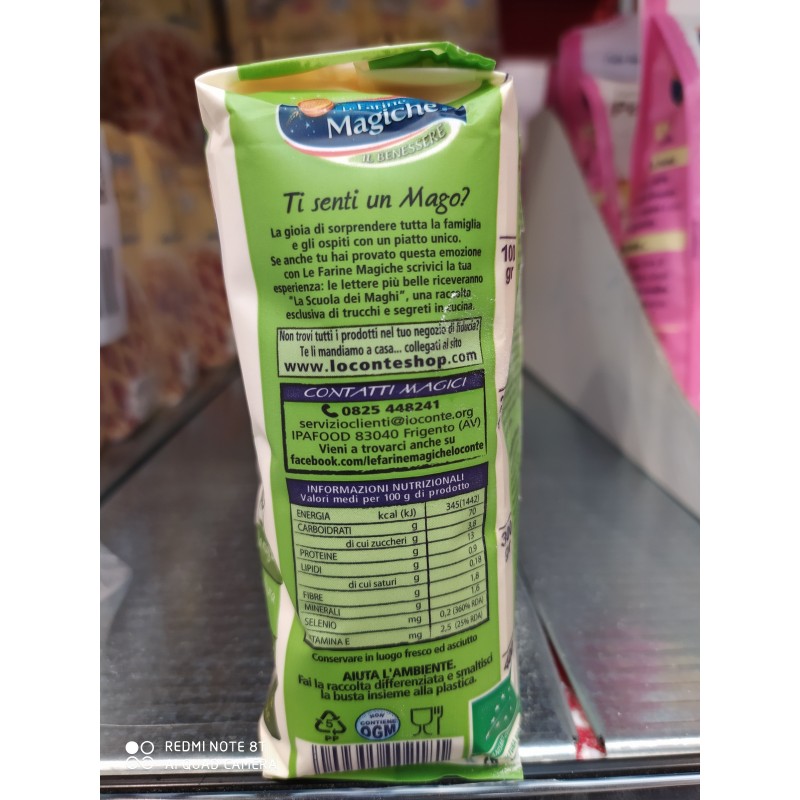 Le Farine
Magiche
IL BENESSERE
Ti senti un Mago?
La gioia di sorprendere tutta la famiglia
e gli ospiti con un piatto unico.
Se anche tu hai provato questa emozione
con Le Farine Magiche scrivici la tua
esperienza: le lettere più belle riceveranno
"La Scuola dei Maghi", una raccolta
esclusiva di trucchi e segreti in cucina.
Non trovi tutti i prodotti nel tuo negozio di fiducia?
Te li mandiamo a casa... collegati al sito
www.loconteshop.com
CONTATTI MAGICI
0825 448241
servizioclienti@ioconte.org
IPAFOOD 83040 Frigento (AV)
Vieni a trovarci anche su
facebook.com/lefarinemagicheloconte
INFORMAZIONI NUTRIZIONALI
Valori medi per 100 g di prodotto
ENERGIA kcal (kJ) 345(1442)
CARBOIDRATI g 70
di cui zuccheri g 3,8
PROTEINE g 13
LIPIDI g 0,9
di cui saturi g 0,18
FIBRE g 1,8
MINERALI g 1,6
SELENIO mg 0,2 (360% RDA)
TAMINA E mg 2,5 (25% RDA)
Conservare in luogo fresco ed asciutto
AIUTA L'AMBIENTE.
Fai la raccolta differenziata e smaltisci
la busta insieme alla plastica.
5
PP
NON
CONTIENE
OGM
100
gr
REDMI NOTE 8T
AI QUAD CAMERA